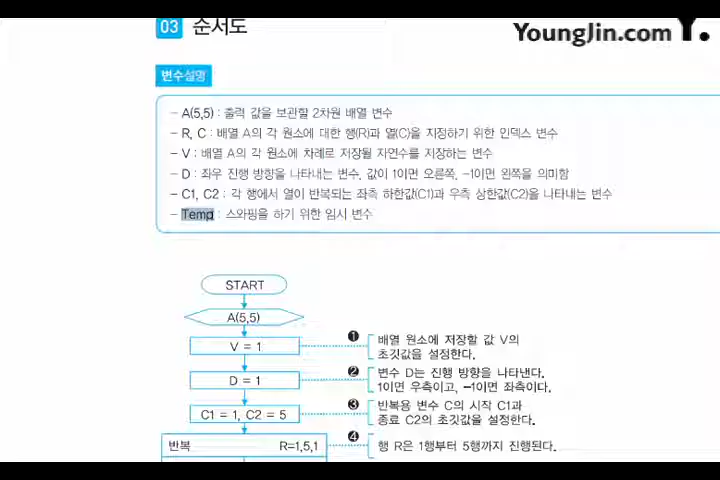 03 순서도
YoungJin.com Y.
변수설명
– A(5,5) : 출력 값을 보관할 2차원 배열 변수
– R, C : 배열 A의 각 원소에 대한 행(R)과 열(C)을 지정하기 위한 인덱스 변수
– V : 배열 A의 각 원소에 차례로 저장될 자연수를 저장하는 변수
– D : 좌우 진행 방향을 나타내는 변수, 값이 1이면 오른쪽, –1이면 왼쪽을 의미함
– C1, C2 : 각 행에서 열이 반복되는 좌측 하한값(C1)과 우측 상한값(C2)을 나타내는 변수
– Temp : 스와핑을 하기 위한 임시 변수
START
A(5,5)
V = 1
❶ 배열 원소에 저장할 값 V의
초깃값을 설정한다.
D = 1
❷ 변수 D는 진행 방향을 나타낸다.
1이면 우측이고, –1이면 좌측이다.
C1 = 1, C2 = 5
❸ 반복용 변수 C의 시작 C1과
종료 C2의 초깃값을 설정한다.
반복 R=1,5,1
❹ 행 R은 1행부터 5행까지 진행된다.